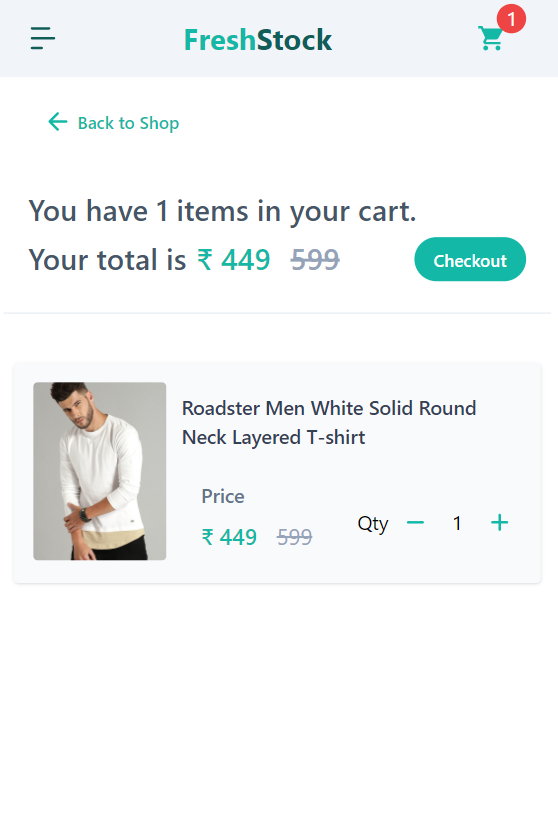 FreshStock
1
Back to Shop
You have 1 items in your cart.
Your total is ₹ 449 599
Checkout
Roadster Men White Solid Round
Neck Layered T-shirt
Price
₹ 449 599
Qty 1